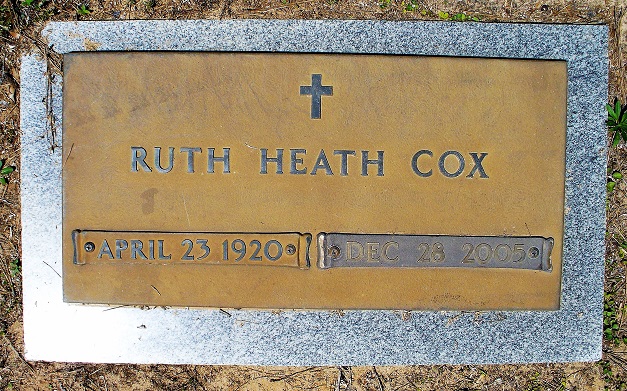 RUTH HEATH COX
APRIL 23 1920 DEC 28 2005